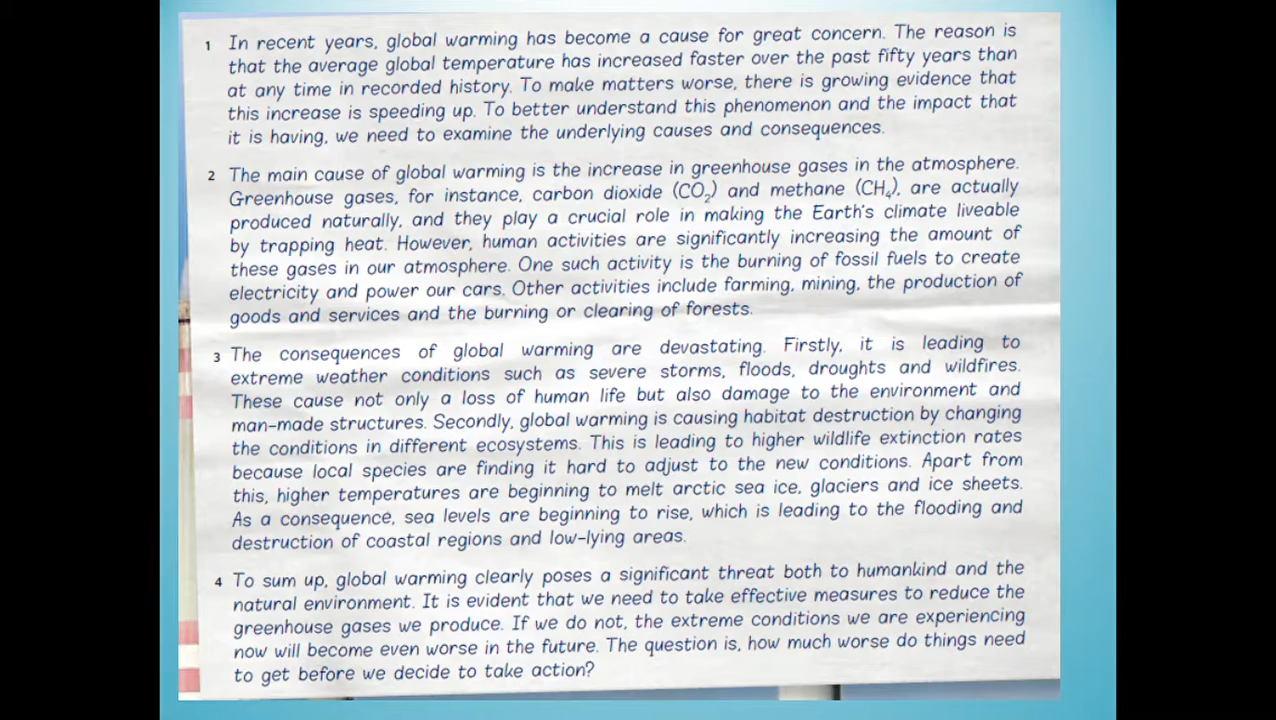 1 In recent years, global warming has become a cause for great concern. The reason is
that the average global temperature has increased faster over the past fifty years than
at any time in recorded history. To make matters worse, there is growing evidence that
this increase is speeding up. To better understand this phenomenon and the impact that
it is having, we need to examine the underlying causes and consequences.
2 The main cause of global warming is the increase in greenhouse gases in the atmosphere.
Greenhouse gases, for instance, carbon dioxide (CO₂) and methane (CH₄), are actually
produced naturally, and they play a crucial role in making the Earth's climate liveable
by trapping heat. However, human activities are significantly increasing the amount of
these gases in our atmosphere. One such activity is the burning of fossil fuels to create
electricity and power our cars. Other activities include farming, mining, the production of
goods and services and the burning or clearing of forests.
3 The consequences of global warming are devastating. Firstly, it is leading to
extreme weather conditions such as severe storms, floods, droughts and wildfires.
These cause not only a loss of human life but also damage to the environment and
man-made structures. Secondly, global warming is causing habitat destruction by changing
the conditions in different ecosystems. This is leading to higher wildlife extinction rates
because local species are finding it hard to adjust to the new conditions. Apart from
this, higher temperatures are beginning to melt arctic sea ice, glaciers and ice sheets.
As a consequence, sea levels are beginning to rise, which is leading to the flooding and
destruction of coastal regions and low-lying areas.
4 To sum up, global warming clearly poses a significant threat both to humankind and the
natural environment. It is evident that we need to take effective measures to reduce the
greenhouse gases we produce. If we do not, the extreme conditions we are experiencing
now will become even worse in the future. The question is, how much worse do things need
to get before we decide to take action?